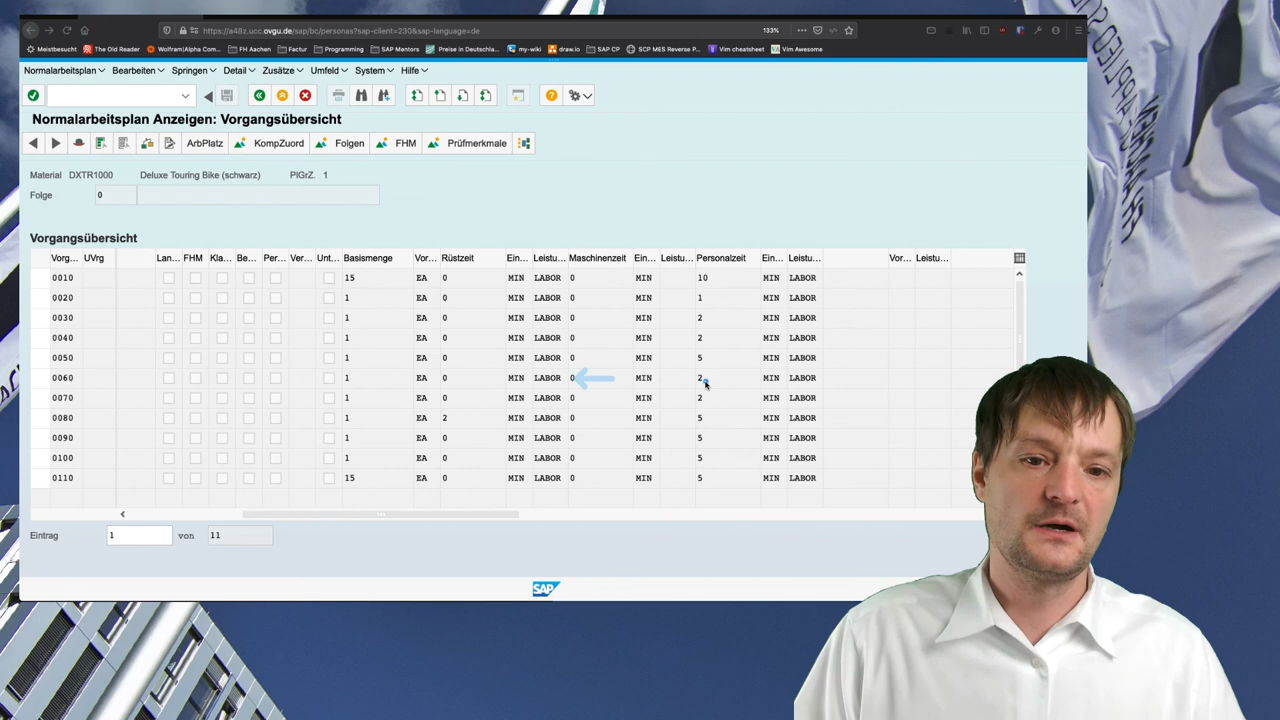 https://a48z.ucc.ovgu.de/sap/bc/personas?sap-client=230&sap-language=de 133%
Meistbesucht The Old Reader Wolfram|Alpha Com... FH Aachen Factur Programming SAP Mentors Preise in Deutschla... my-wiki draw.io SAP CP SCP MES Reverse P... Vim cheatsheet Vim Awesome
Normalarbeitsplan Bearbeiten Springen Detail Zusätze Umfeld System Hilfe
Normalarbeitsplan Anzeigen: Vorgangsübersicht
ArbPlatz KompZuord Folgen FHM Prüfmerkmale
Material DXTR1000 Deluxe Touring Bike (schwarz) PlGrZ. 1
Folge 0
Vorgangsübersicht
Vorg... UVrg Lan... FHM Kla... Be... Per... Ver... Unt... Basismenge Vor... Rüstzeit Ein... Leistu... Maschinenzeit Ein... Leistu... Personalzeit Ein... Leistu... Vor... Leistu...
0010 15 EA 0 MIN LABOR 0 MIN 10 MIN LABOR
0020 1 EA 0 MIN LABOR 0 MIN 1 MIN LABOR
0030 1 EA 0 MIN LABOR 0 MIN 2 MIN LABOR
0040 1 EA 0 MIN LABOR 0 MIN 2 MIN LABOR
0050 1 EA 0 MIN LABOR 0 MIN 5 MIN LABOR
0060 1 EA 0 MIN LABOR 0 MIN 2 MIN LABOR
0070 1 EA 0 MIN LABOR 0 MIN 2 MIN LABOR
0080 1 EA 2 MIN LABOR 0 MIN 5 MIN LABOR
0090 1 EA 0 MIN LABOR 0 MIN 5 MIN LABOR
0100 1 EA 0 MIN LABOR 0 MIN 5 MIN LABOR
0110 15 EA 0 MIN LABOR 0 MIN 5 MIN LABOR
Eintrag 1 von 11
SAP